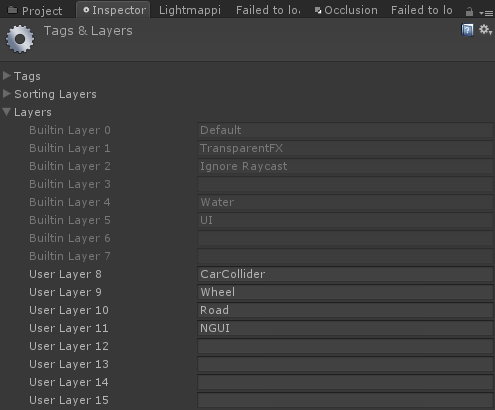 Project Inspector Lightmappi Failed to lo. Occlusion Failed to lo
Tags & Layers
Tags
Sorting Layers
Layers
Builtin Layer 0 Default
Builtin Layer 1 TransparentFX
Builtin Layer 2 Ignore Raycast
Builtin Layer 3
Builtin Layer 4 Water
Builtin Layer 5 UI
Builtin Layer 6
Builtin Layer 7
User Layer 8 CarCollider
User Layer 9 Wheel
User Layer 10 Road
User Layer 11 NGUI
User Layer 12
User Layer 13
User Layer 14
User Layer 15